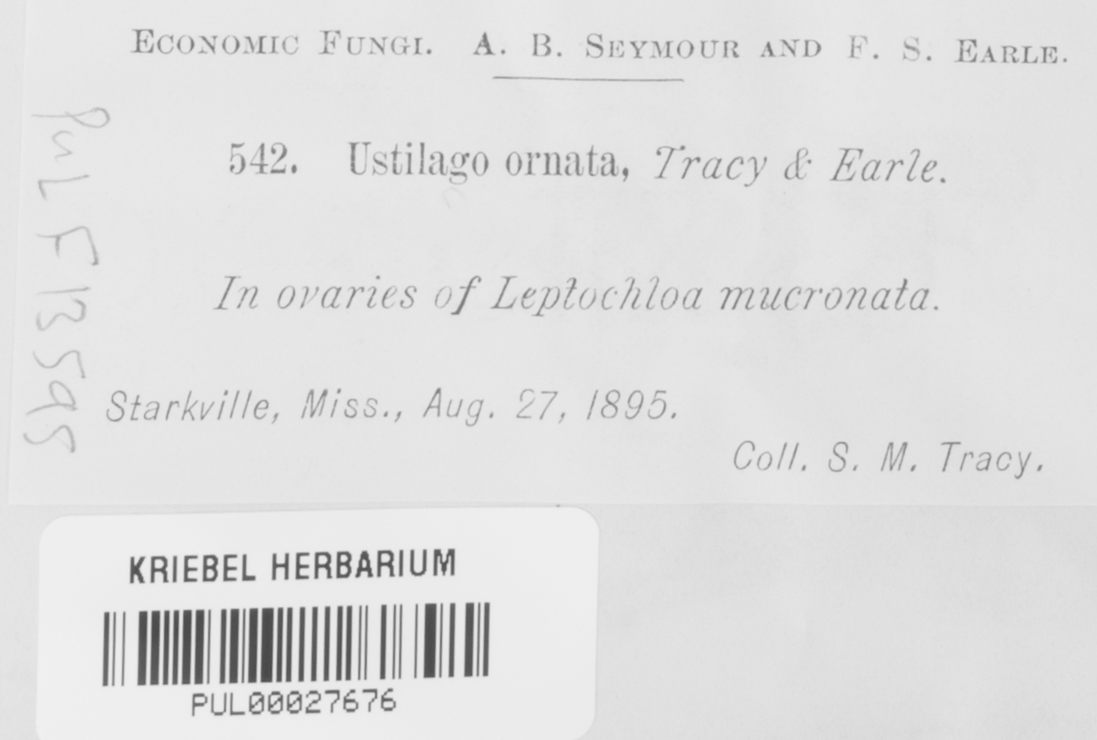 ECONOMIC FUNGI. A. B. SEYMOUR AND F. S. EARLE.
542. Ustilago ornata, Tracy & Earle.
In ovaries of Leptochloa mucronata.
Starkville, Miss., Aug. 27, 1895.
Coll. S. M. Tracy.
PUL F13595
KRIEBEL HERBARIUM
PUL00027676